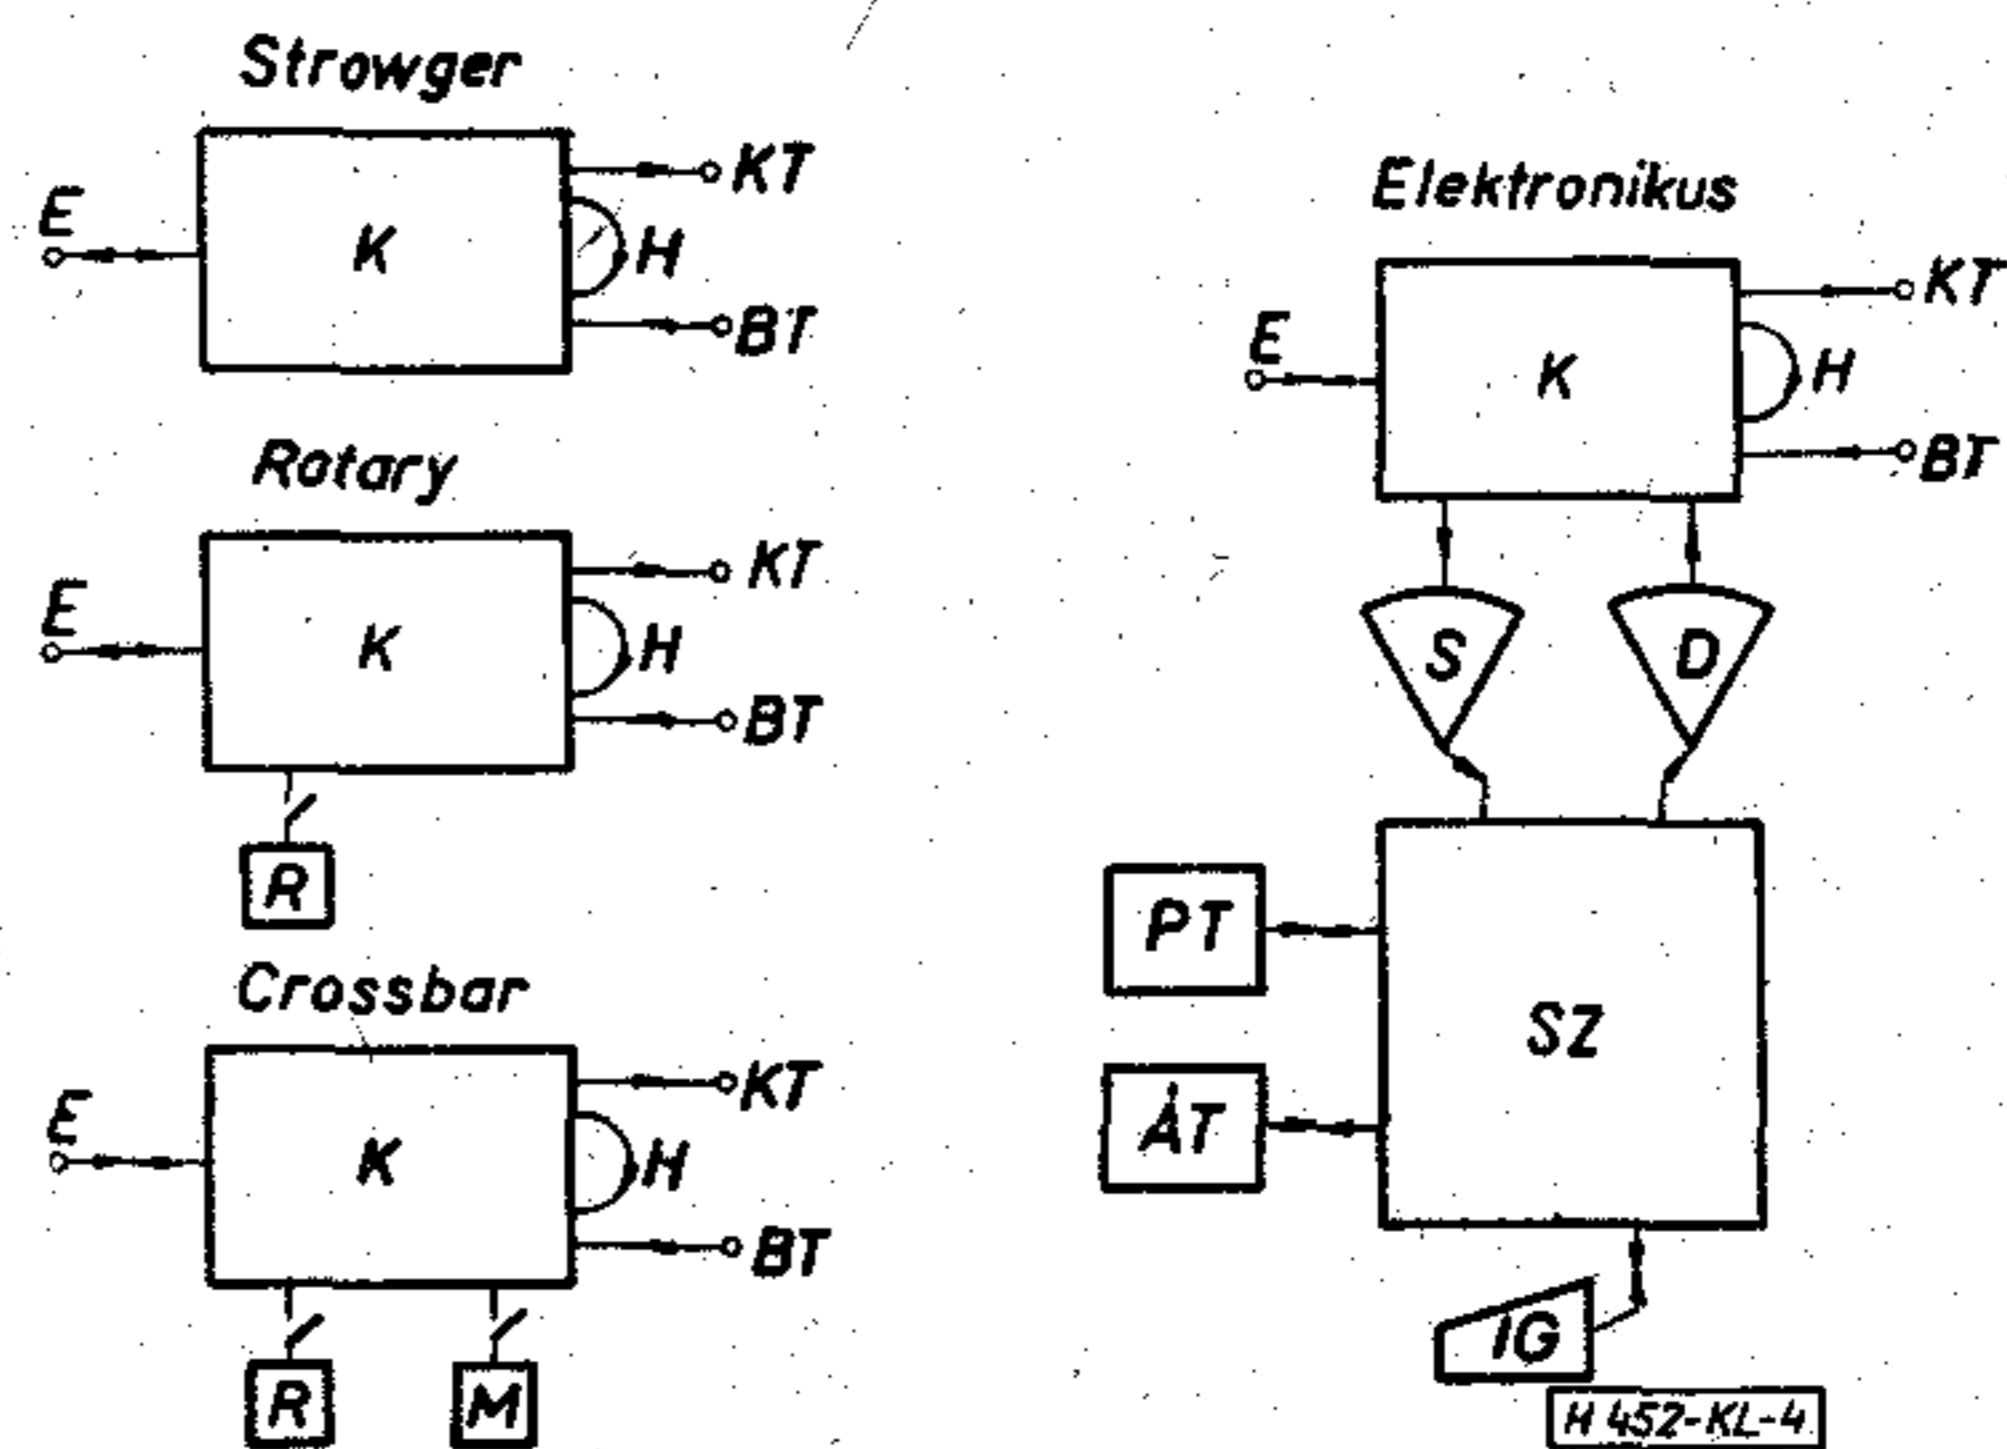 Strowger
E
K
KT
H
BT
Rotary
E
K
KT
H
BT
R
Crossbar
E
K
KT
H
BT
R
M
Elektronikus
E
K
KT
H
BT
S
D
PT
SZ
ÁT
IG
H 452-KL-4